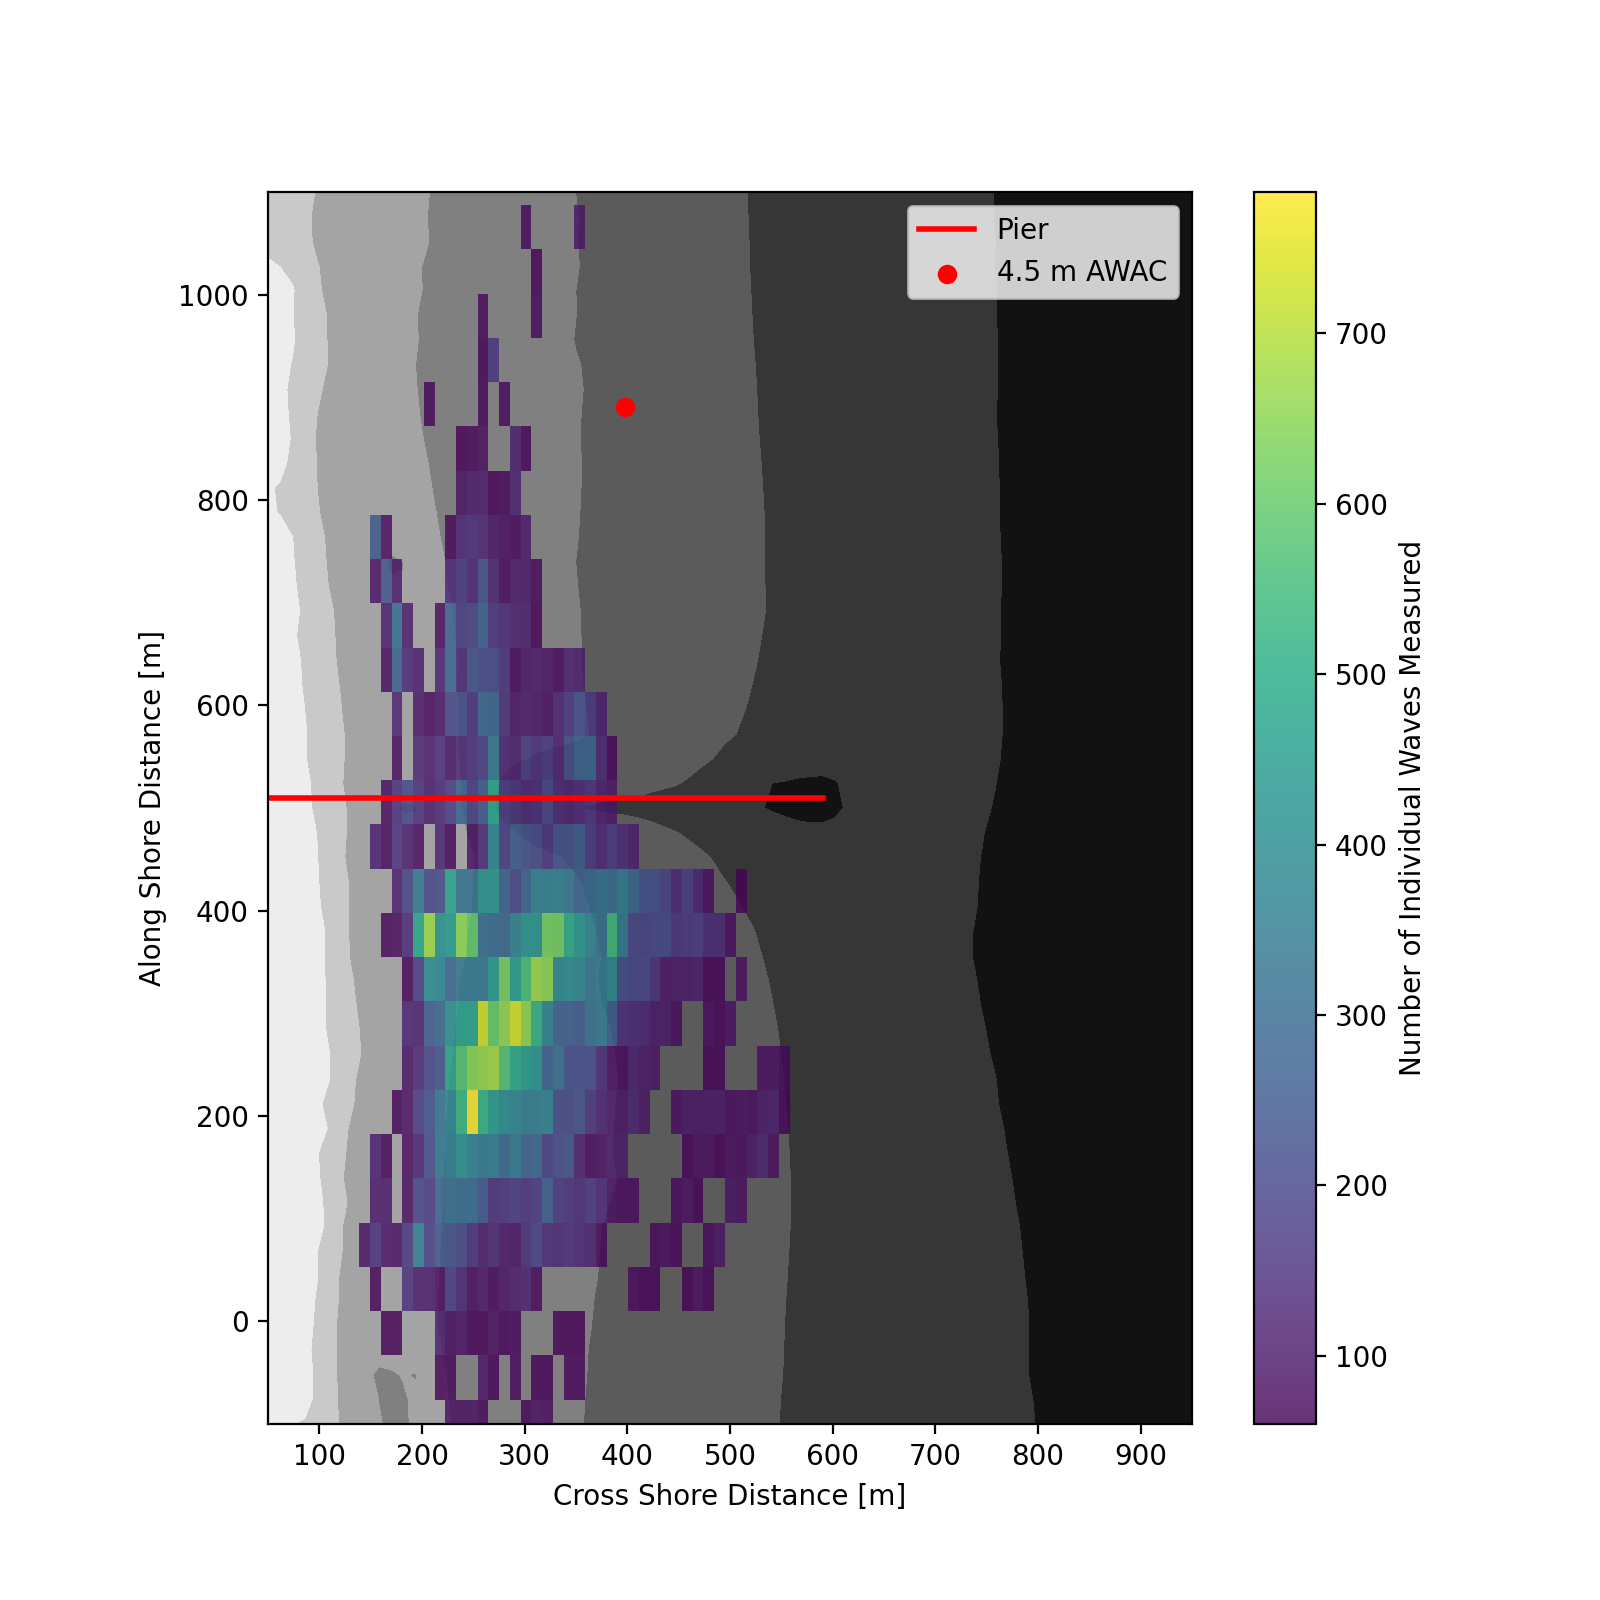 Pier
4.5 m AWAC
1000
800
600
400
200
0
Along Shore Distance [m]
100 200 300 400 500 600 700 800 900
Cross Shore Distance [m]
700
600
500
400
300
200
100
Number of Individual Waves Measured